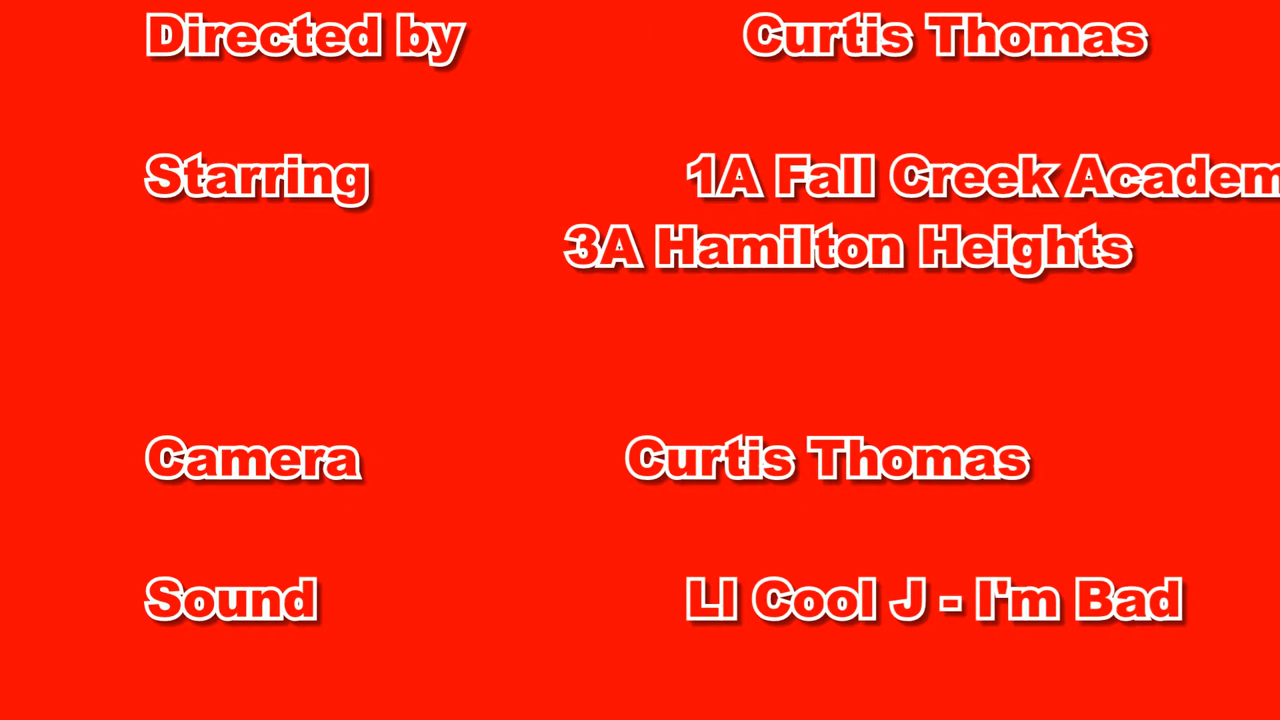 Directed by Curtis Thomas
Starring 1A Fall Creek Academ
3A Hamilton Heights
Camera Curtis Thomas
Sound Ll Cool J - I'm Bad